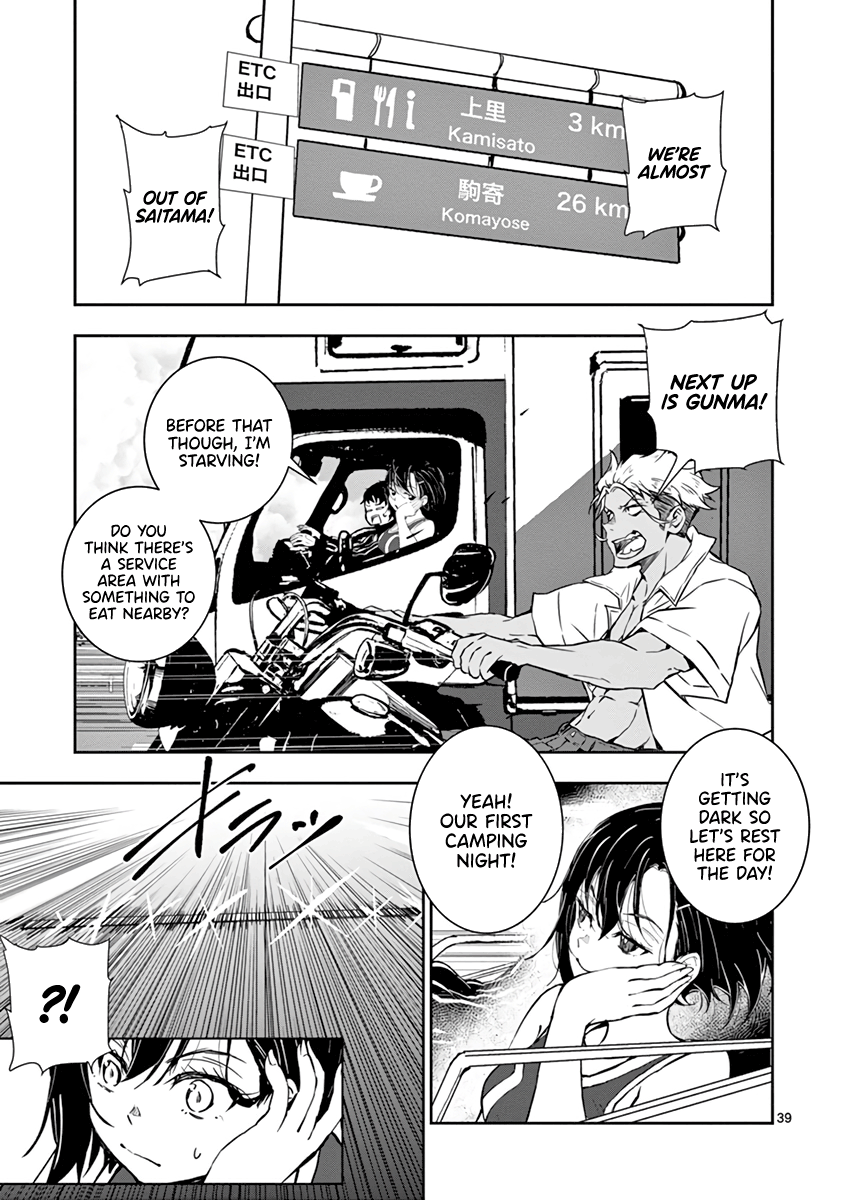 WE'RE
ALMOST
ETC
出口
上里
3 km
Kamisato
ETC
出口
駒寄
26 km
Komayose
OUT OF
SAITAMA!
NEXT UP
IS GUNMA!
BEFORE THAT
THOUGH, I'M
STARVING!
DO YOU
THINK THERE'S
A SERVICE
AREA WITH
SOMETHING TO
EAT NEARBY?
IT'S
GETTING
DARK SO
LET'S REST
HERE FOR
THE DAY!
YEAH!
OUR FIRST
CAMPING
NIGHT!
ギラッ
?!
39